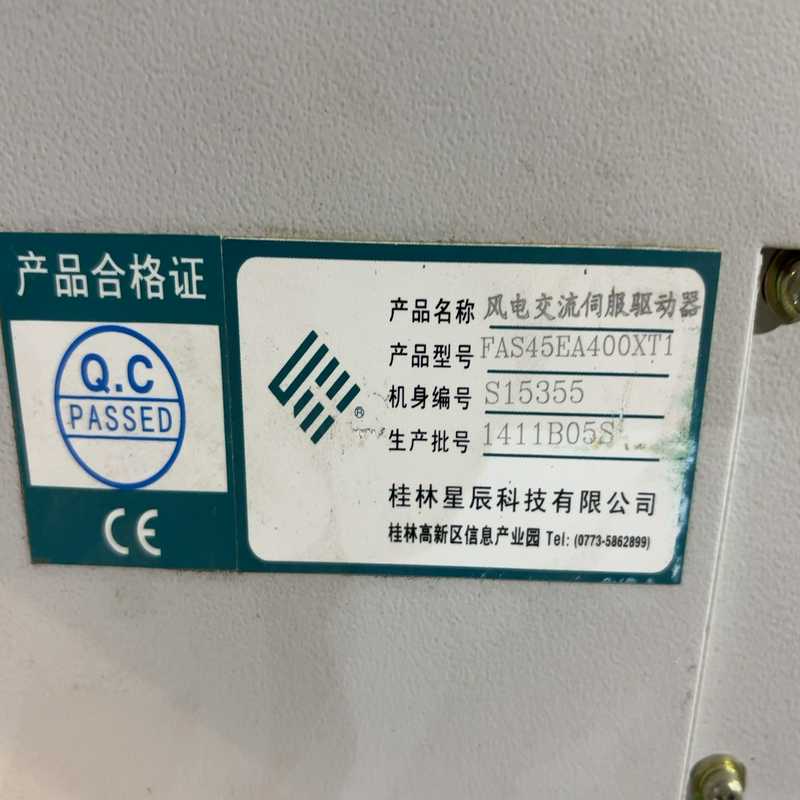 产品合格证
Q.C
PASSED
CE
产品名称 风电交流伺服驱动器
产品型号 FAS45EA400XT1
机身编号 S15355
生产批号 1411B05S
®
桂林星辰科技有限公司
桂林高新区信息产业园 Tel: (0773-5862899)